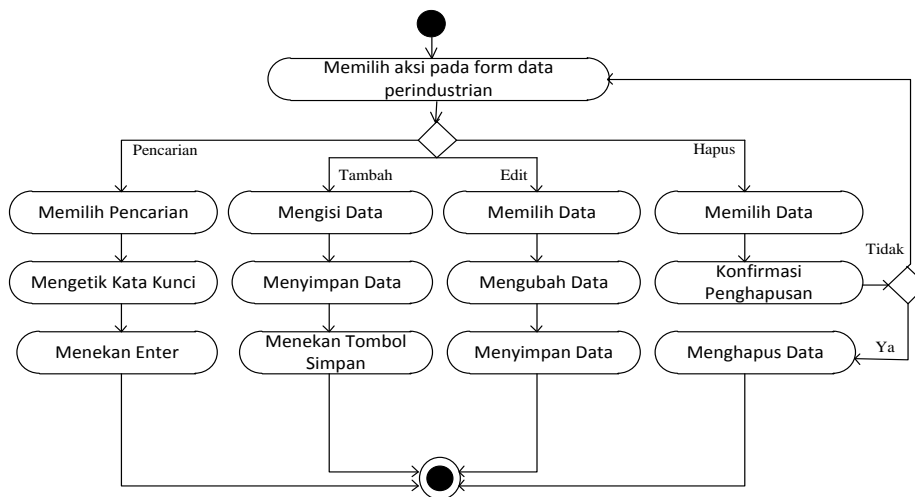 Memilih aksi pada form data
perindustrian
Pencarian
Hapus
Tambah
Edit
Memilih Pencarian
Mengisi Data
Memilih Data
Memilih Data
Tidak
Mengetik Kata Kunci
Menyimpan Data
Mengubah Data
Konfirmasi
Penghapusan
Menekan Enter
Menekan Tombol
Simpan
Menyimpan Data
Menghapus Data
Ya